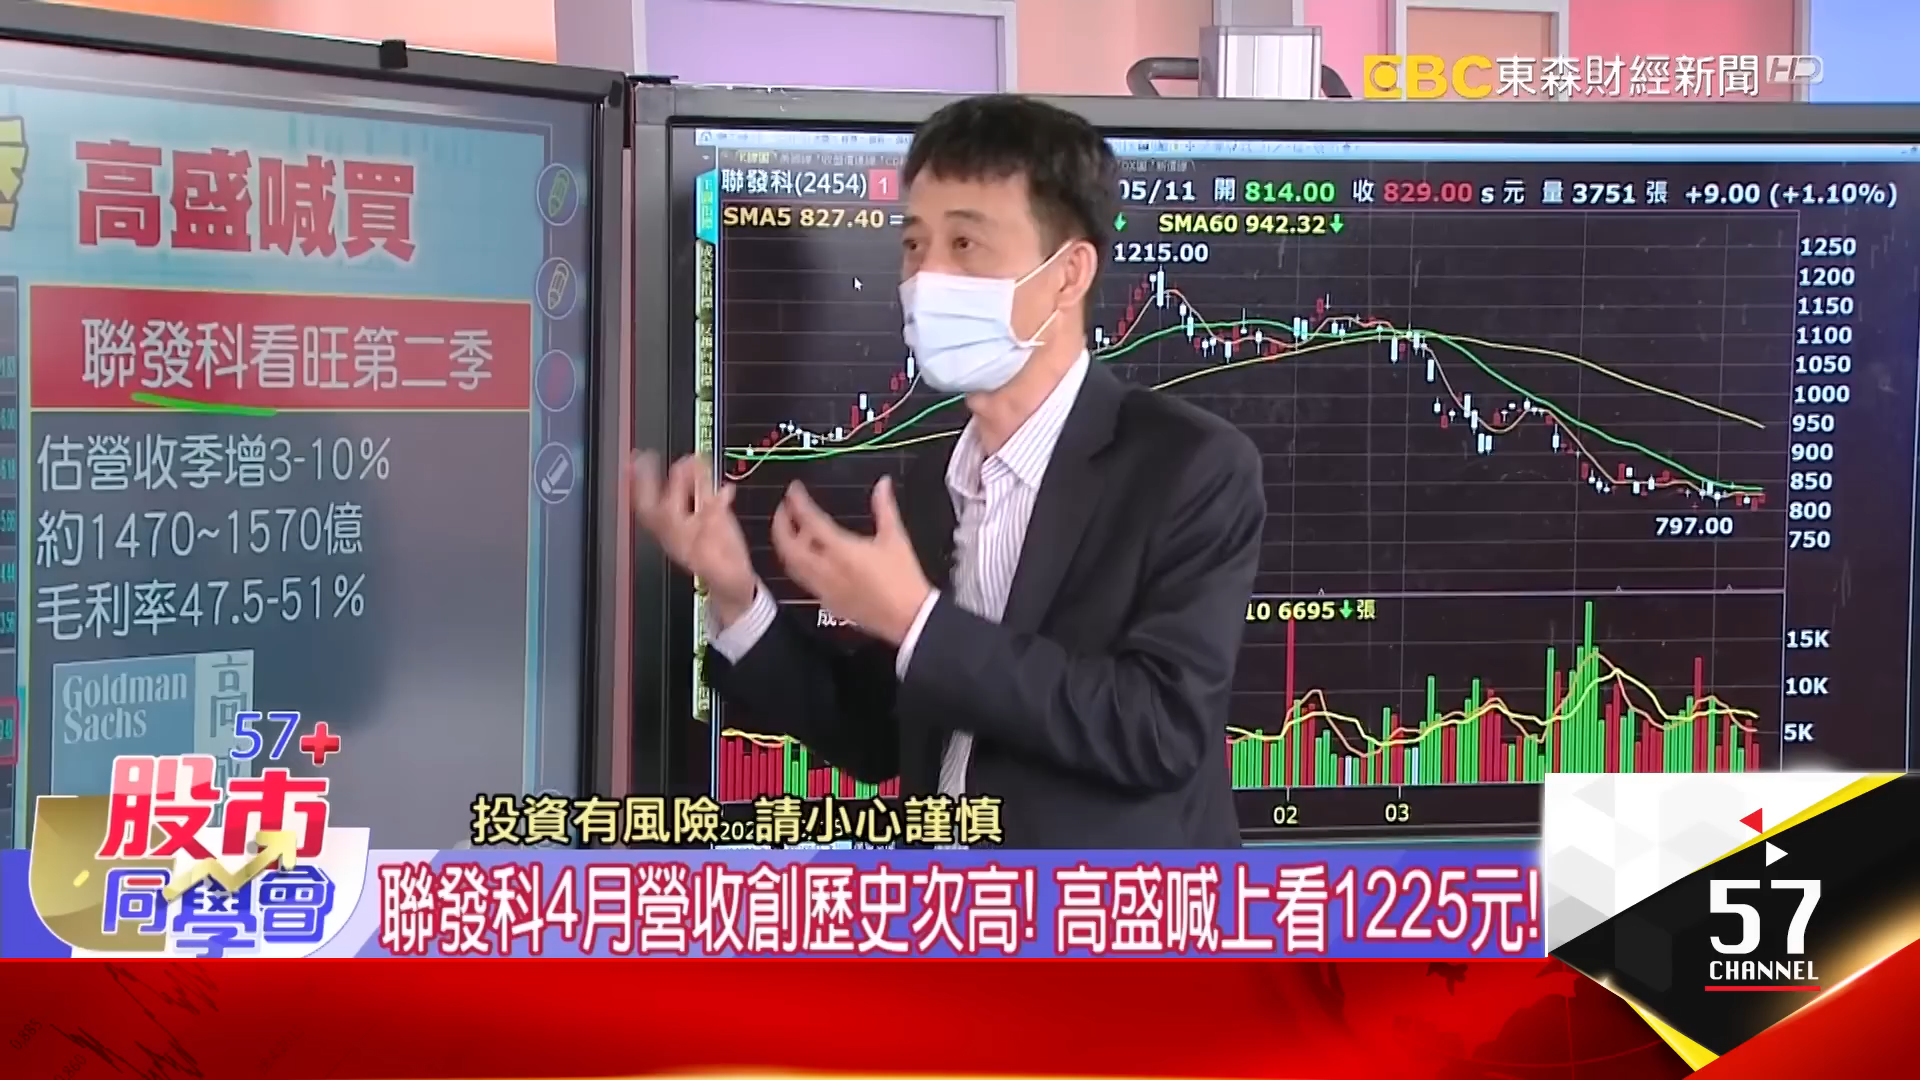 EBC 東森財經新聞 HD
高盛喊買
聯發科看旺第二季
估營收季增3-10%
約1470~1570億
毛利率47.5-51%
Goldman
Sachs
高
聯發科(2454) 1
05/11 開 814.00 收 829.00 s 元 量 3751 張 +9.00 (+1.10%)
SMA5 827.40
SMA60 942.32↓
1215.00
1250
1200
1150
1100
1050
1000
950
900
850
800
750
797.00
10 6695↓張
15K
10K
5K
02
03
57+
股市
同學會
投資有風險 請小心謹慎
聯發科4月營收創歷史次高! 高盛喊上看1225元!
57
CHANNEL